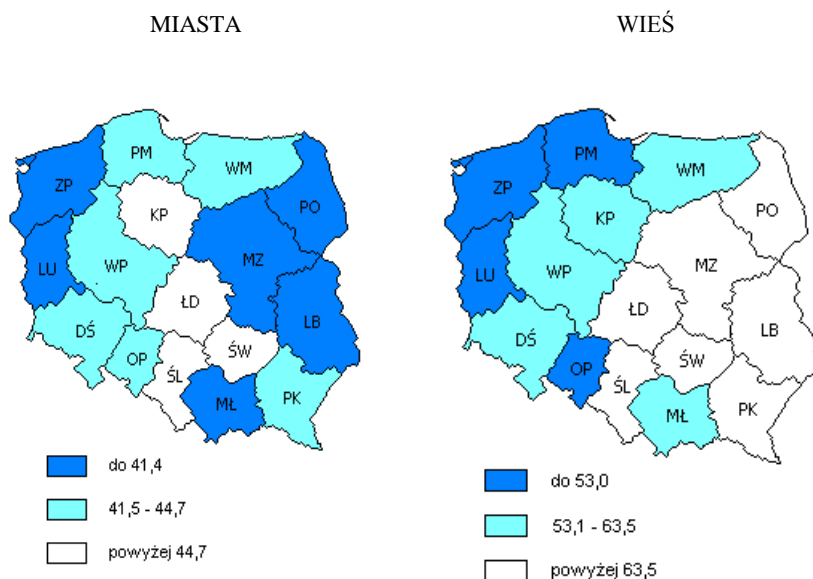 MIASTA
PM
WM
ZP
PO
KP
MZ
LU
WP
ŁD
LB
DŚ
ŚW
OP
ŚL
PK
MŁ
do 41,4
41,5 - 44,7
powyżej 44,7
WIEŚ
PM
WM
ZP
PO
KP
MZ
LU
WP
ŁD
LB
DŚ
ŚW
OP
ŚL
PK
MŁ
do 53,0
53,1 - 63,5
powyżej 63,5